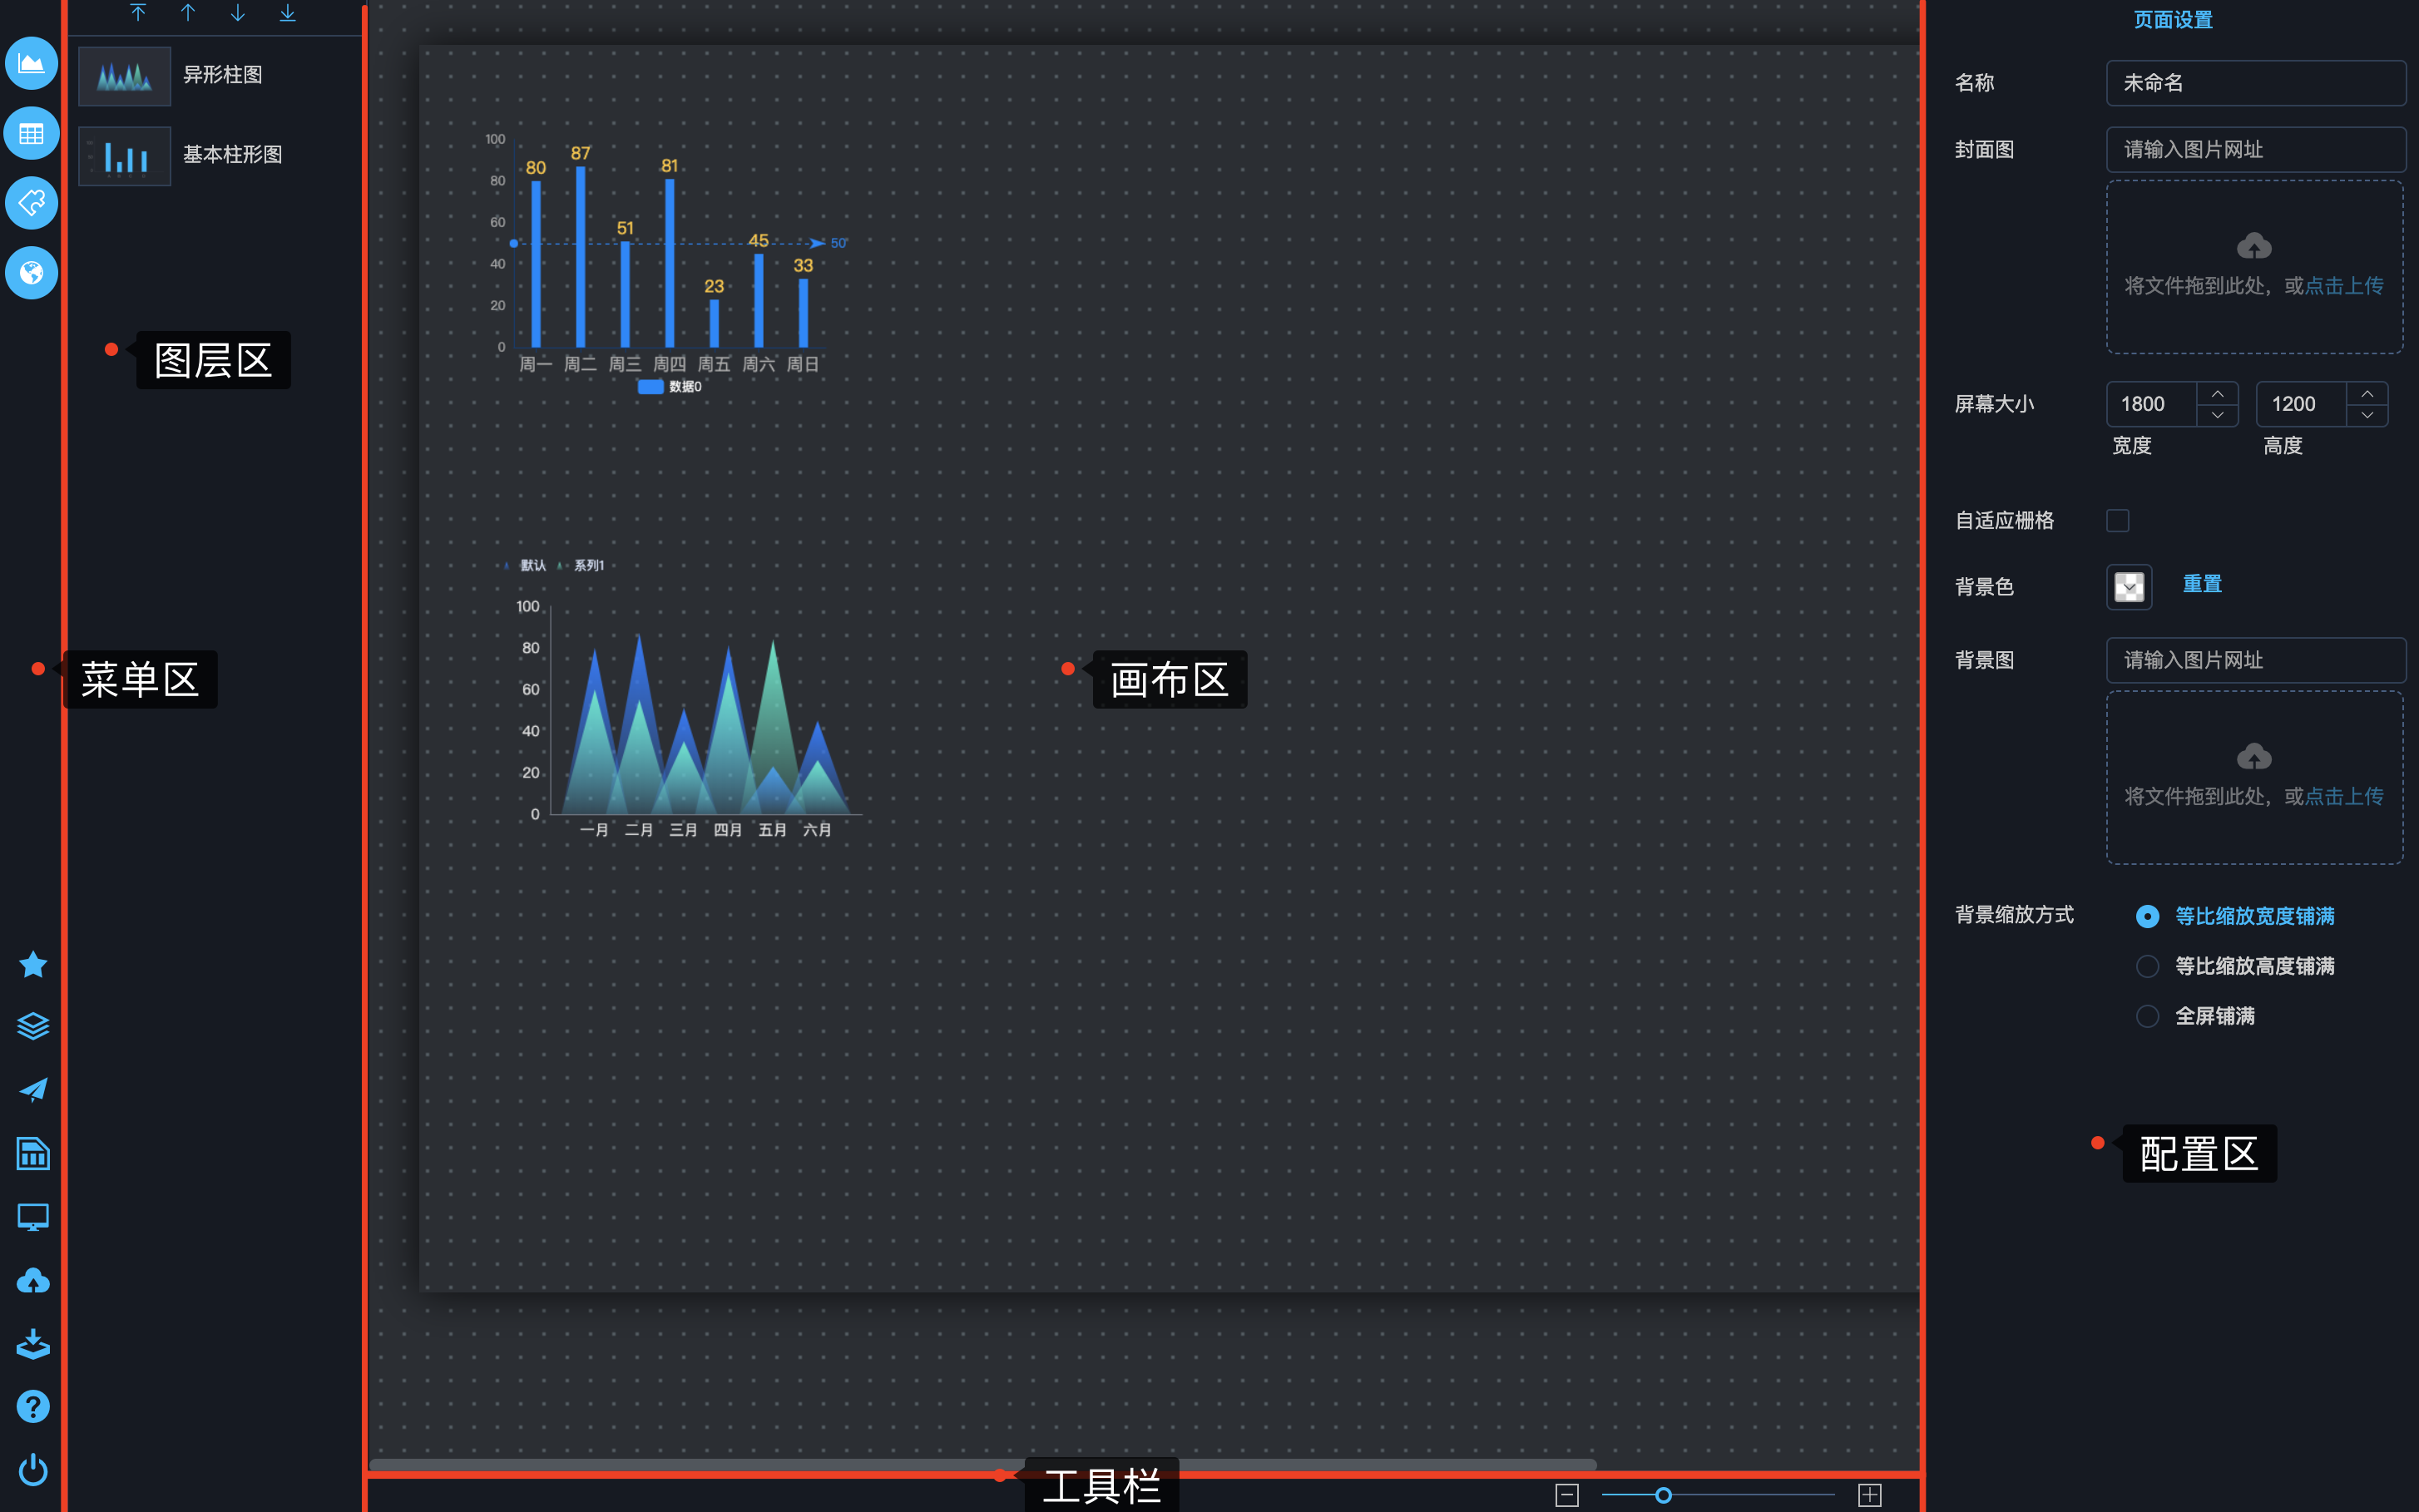 页面设置
异形柱图
基本柱形图
图层区
菜单区
100
80
60
40
20
0
80
87
51
81
23
45
33
50
周一 周二 周三 周四 周五 周六 周日
数据0
默认 系列1
100
80
60
40
20
0
一月 二月 三月 四月 五月 六月
画布区
工具栏
名称
未命名
封面图
请输入图片网址
将文件拖到此处，或点击上传
屏幕大小
1800
1200
宽度
高度
自适应栅格
背景色
重置
背景图
请输入图片网址
将文件拖到此处，或点击上传
背景缩放方式
等比缩放宽度铺满
等比缩放高度铺满
全屏铺满
配置区